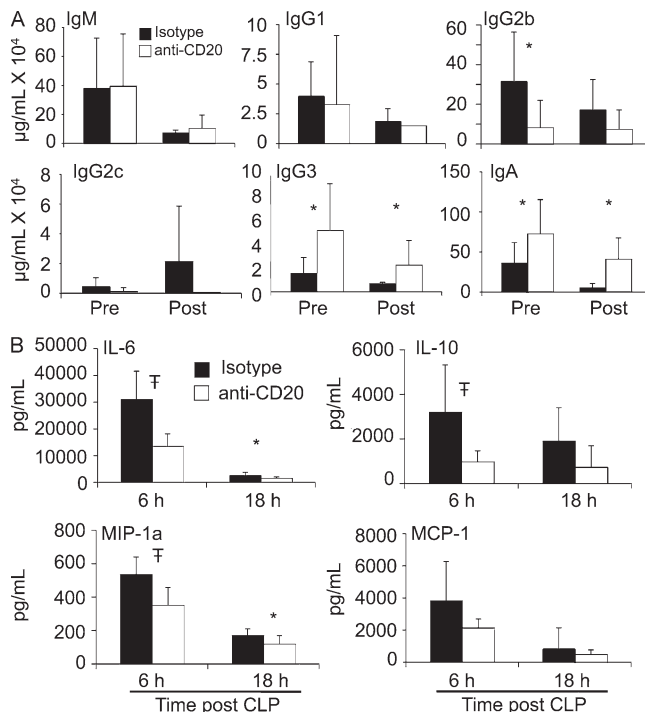 A
IgM
IgG1
IgG2b
Isotype
anti-CD20
µg/mL X 10⁴
80
60
40
20
0
10
7.5
5
2.5
0
60
40
20
0
*
IgG2c
IgG3
IgA
µg/mL X 10⁴
8
6
4
2
0
10
8
6
4
2
0
* *
150
100
50
0
* *
Pre Post
Pre Post
Pre Post
B
IL-6
IL-10
Isotype
anti-CD20
pg/mL
50000
40000
30000
20000
10000
0
*
6 h 18 h
pg/mL
6000
4000
2000
0
6 h 18 h
MIP-1a
MCP-1
pg/mL
800
600
400
200
0
*
6 h 18 h
Time post CLP
pg/mL
8000
6000
4000
2000
0
6 h 18 h
Time post CLP